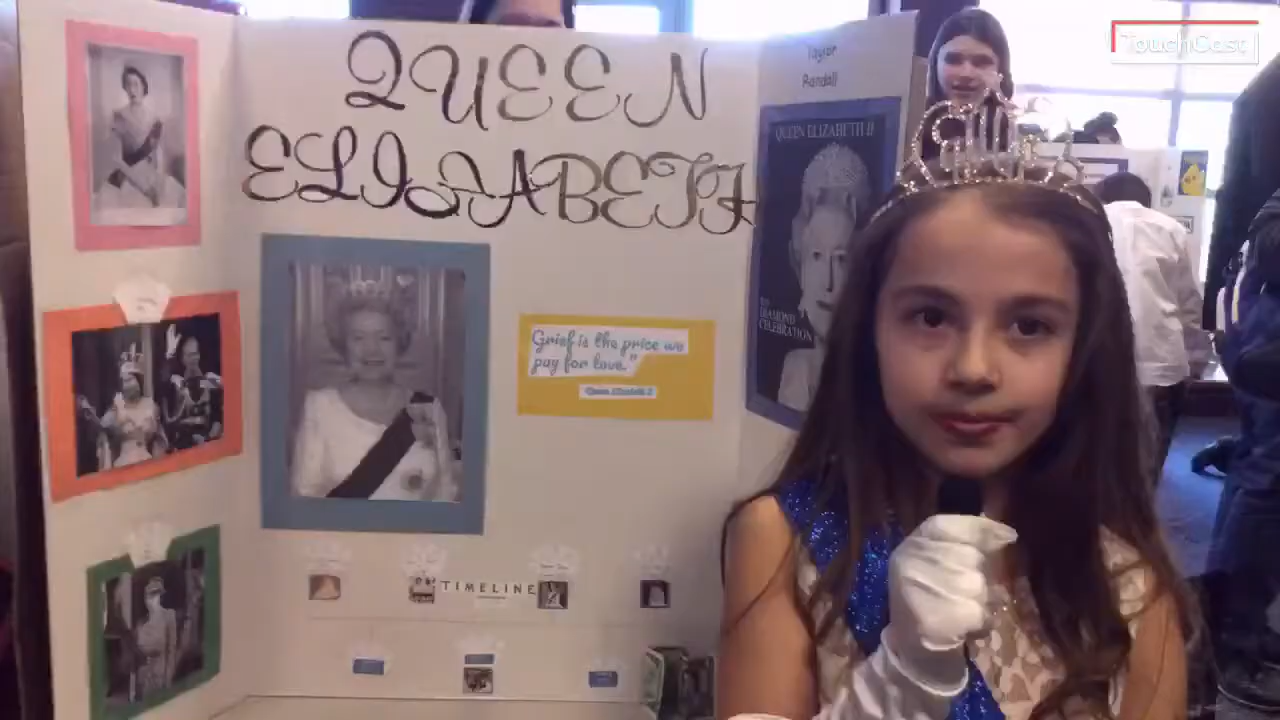 QUEEN
ELIZABETH
Taylor
Randall
QUEEN ELIZABETH II
THE
DIAMOND
CELEBRATION
Grief is the price we
pay for love."
Queen Elizabeth II
TIMELINE
TouchCast